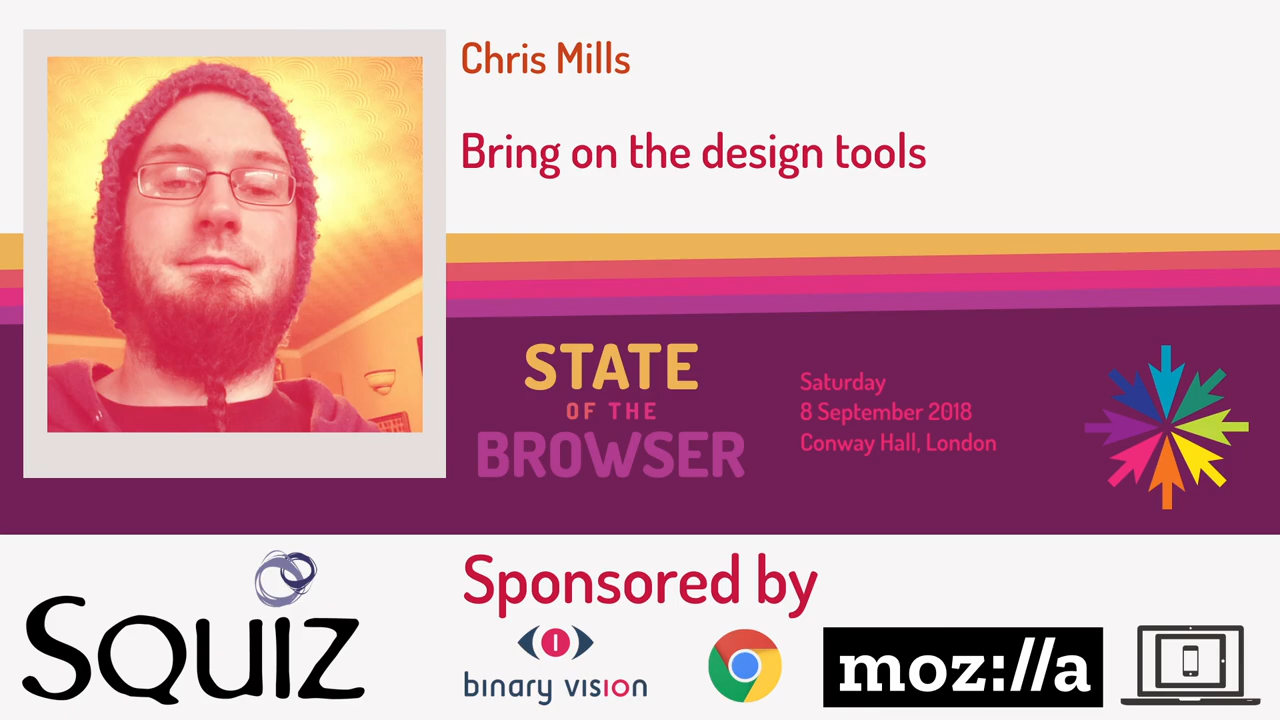 Chris Mills
Bring on the design tools
STATE
OF THE
BROWSER
Saturday
8 September 2018
Conway Hall, London
Sponsored by
SQUIZ
binary vision
moz://a